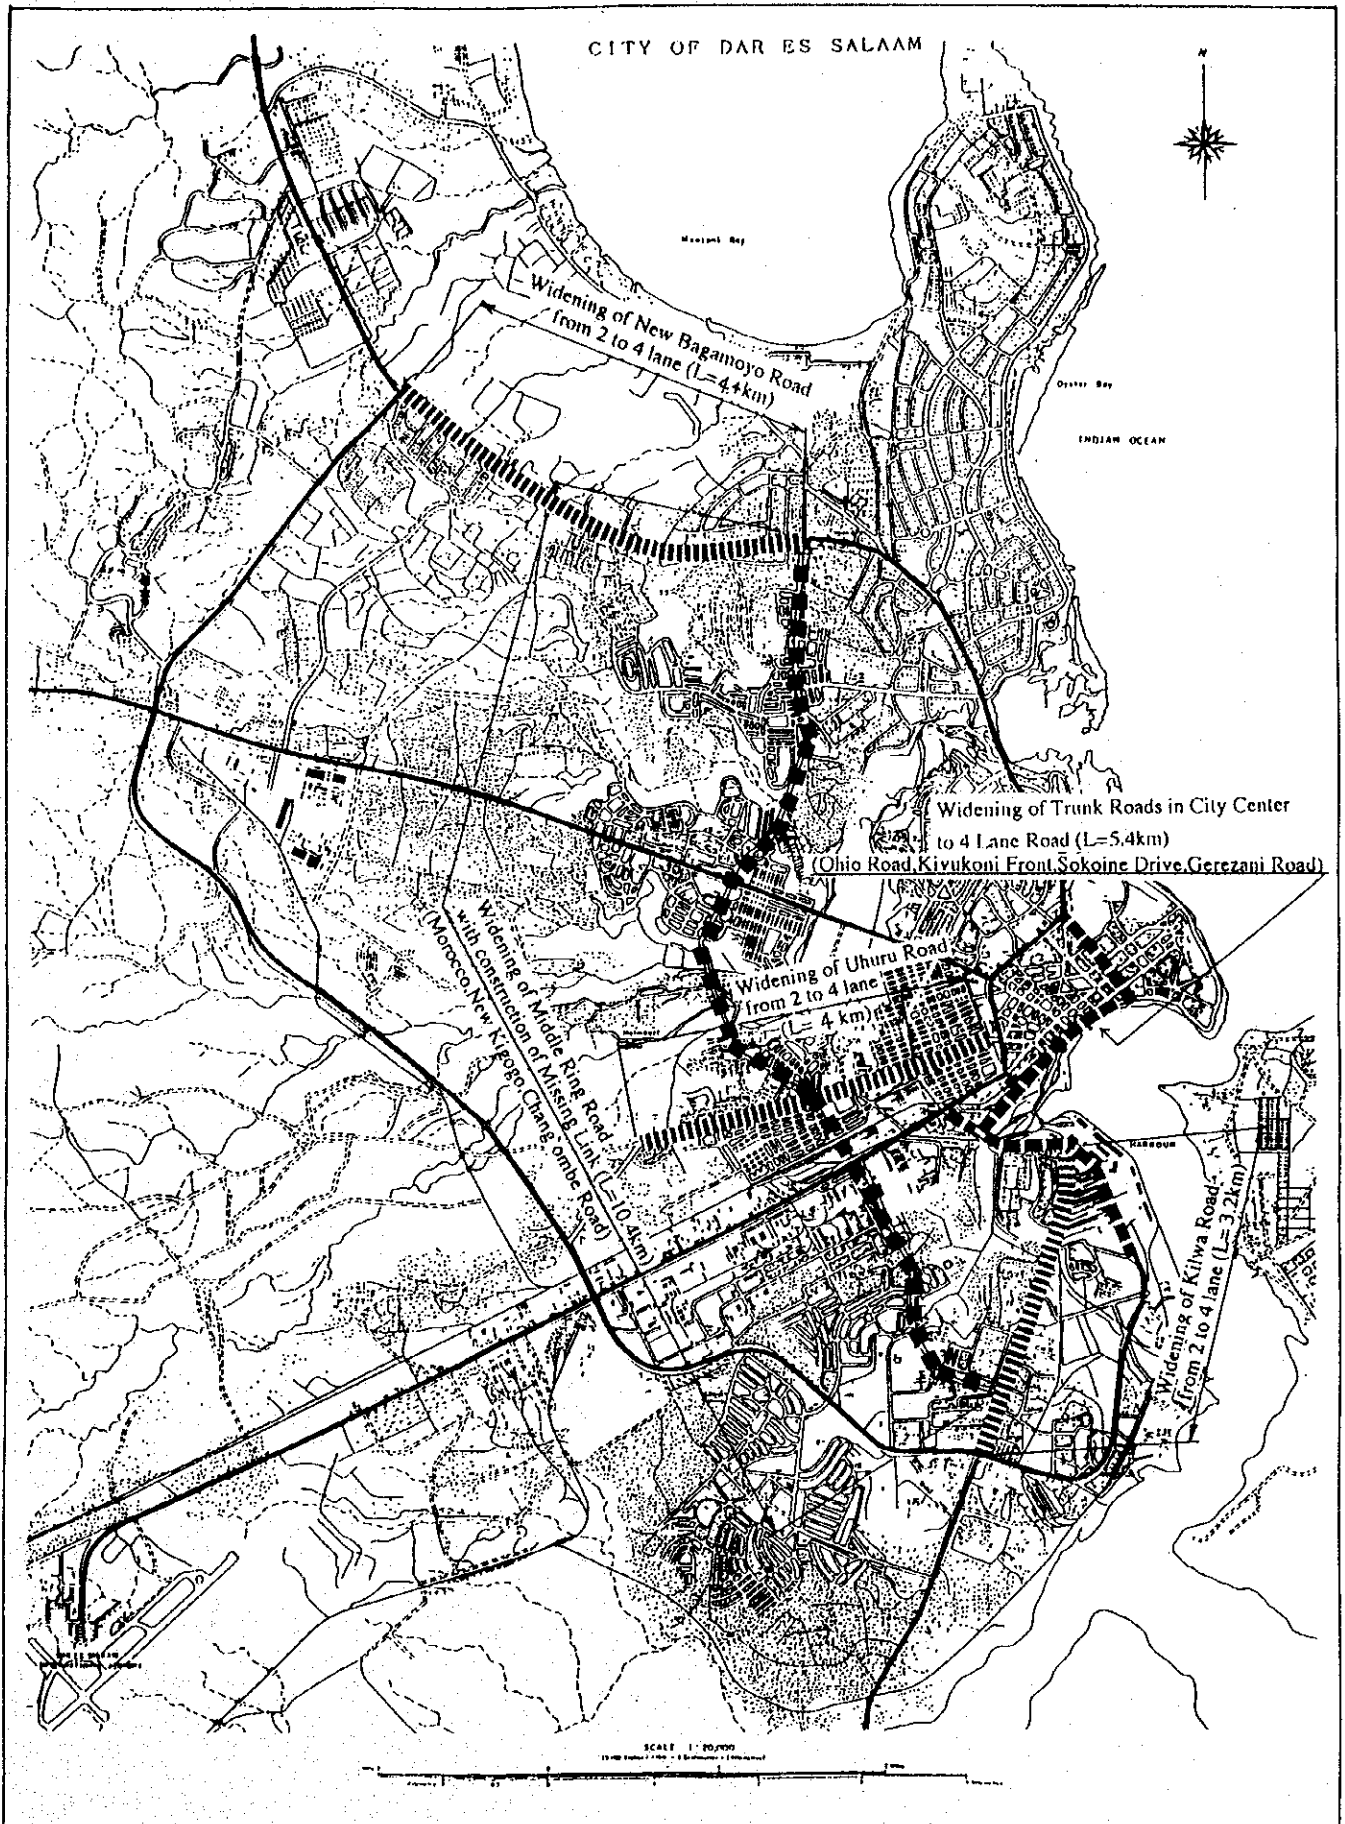 CITY OF DAR ES SALAAM
N
Widening of New Bagamoyo Road
from 2 to 4 lane (L=4.4km)
Oyster Bay
INDIAN OCEAN
Widening of Trunk Roads in City Center
to 4 Lane Road (L=5.4km)
(Ohio Road,Kivukoni Front,Sokoine Drive,Gerezani Road)
Widening of Uhuru Road
from 2 to 4 lane
(L= 4 km)
Widening of Middle Ring Road
with construction of Missing Link (L=10.4km)
(Morocco,New Kigogo,Chang'ombe Road)
HARBOUR
Widening of Kilwa Road
from 2 to 4 lane (L=3.2km)
SCALE 1:20,000